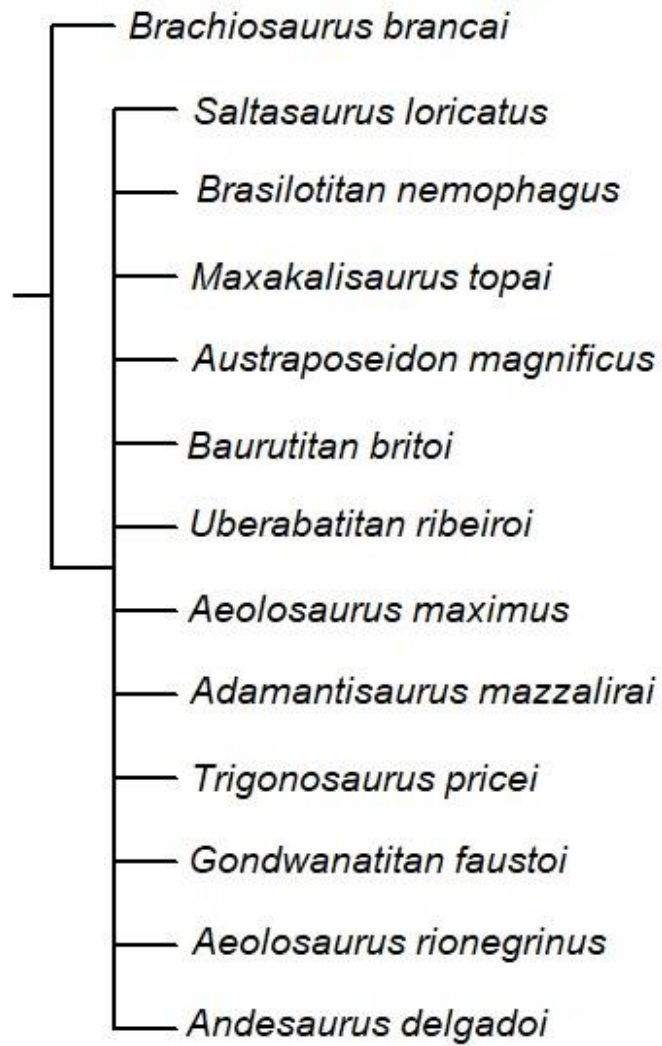 Brachiosaurus brancai
Saltasaurus loricatus
Brasilotitan nemophagus
Maxakalisaurus topai
Austraposeidon magnificus
Baurutitan britoi
Uberabatitan ribeiroi
Aeolosaurus maximus
Adamantisaurus mazzalirai
Trigonosaurus pricei
Gondwanatitan faustoi
Aeolosaurus rionegrinus
Andesaurus delgadoi